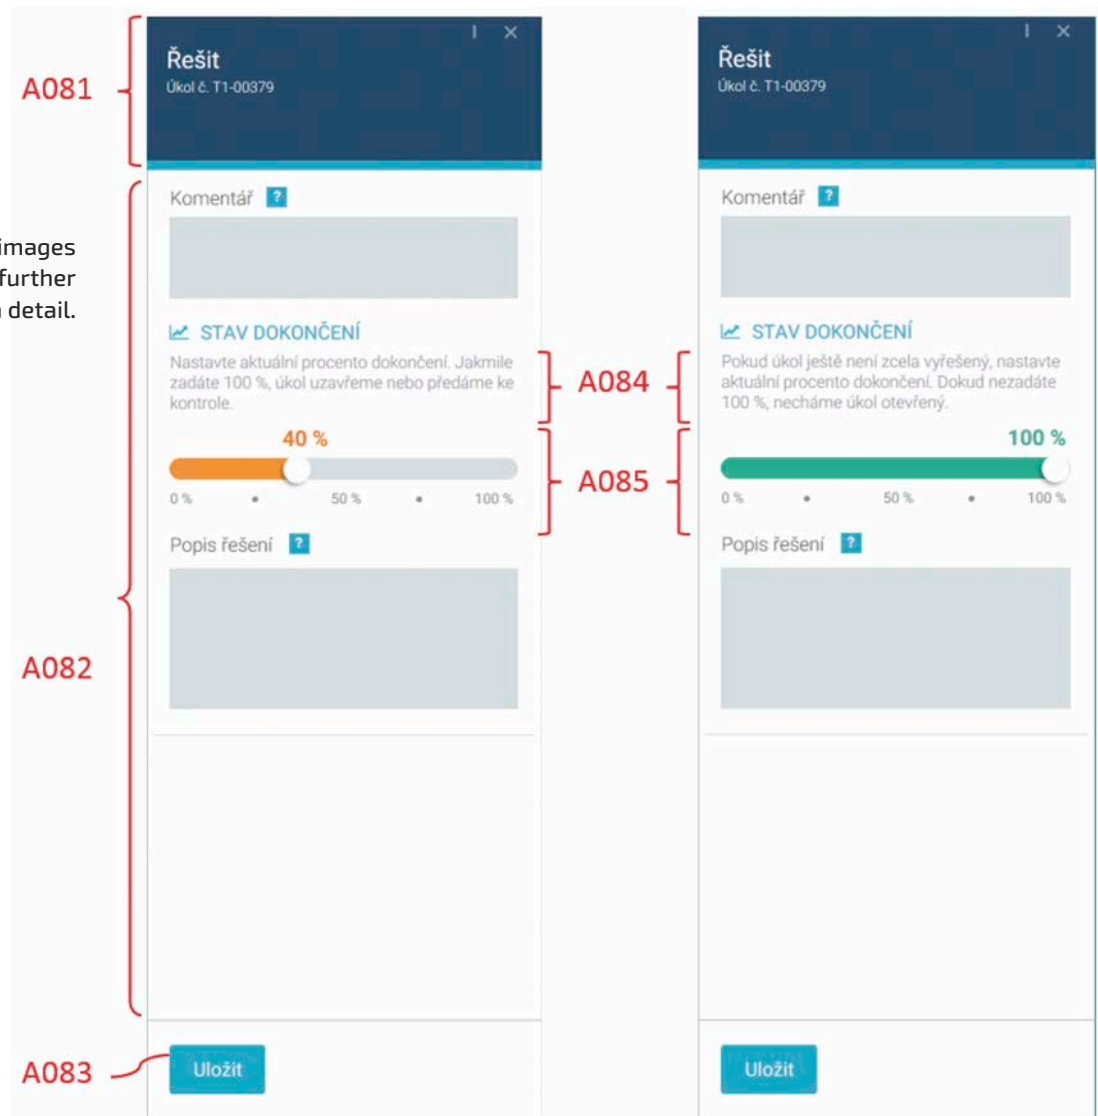 A081
Řešit
Úkol č. T1-00379
Komentář ?
images
further
detail.
STAV DOKONČENÍ
Nastavte aktuální procento dokončení. Jakmile
zadáte 100 %, úkol uzavřeme nebo předáme ke
kontrole.
40 %
0 % • 50 % • 100 %
Popis řešení ?
A082
A083
Uložit
A084
A085
Řešit
Úkol č. T1-00379
Komentář ?
STAV DOKONČENÍ
Pokud úkol ještě není zcela vyřešený, nastavte
aktuální procento dokončení. Dokud nezadáte
100 %, necháme úkol otevřený.
100 %
0 % • 50 % • 100 %
Popis řešení ?
Uložit